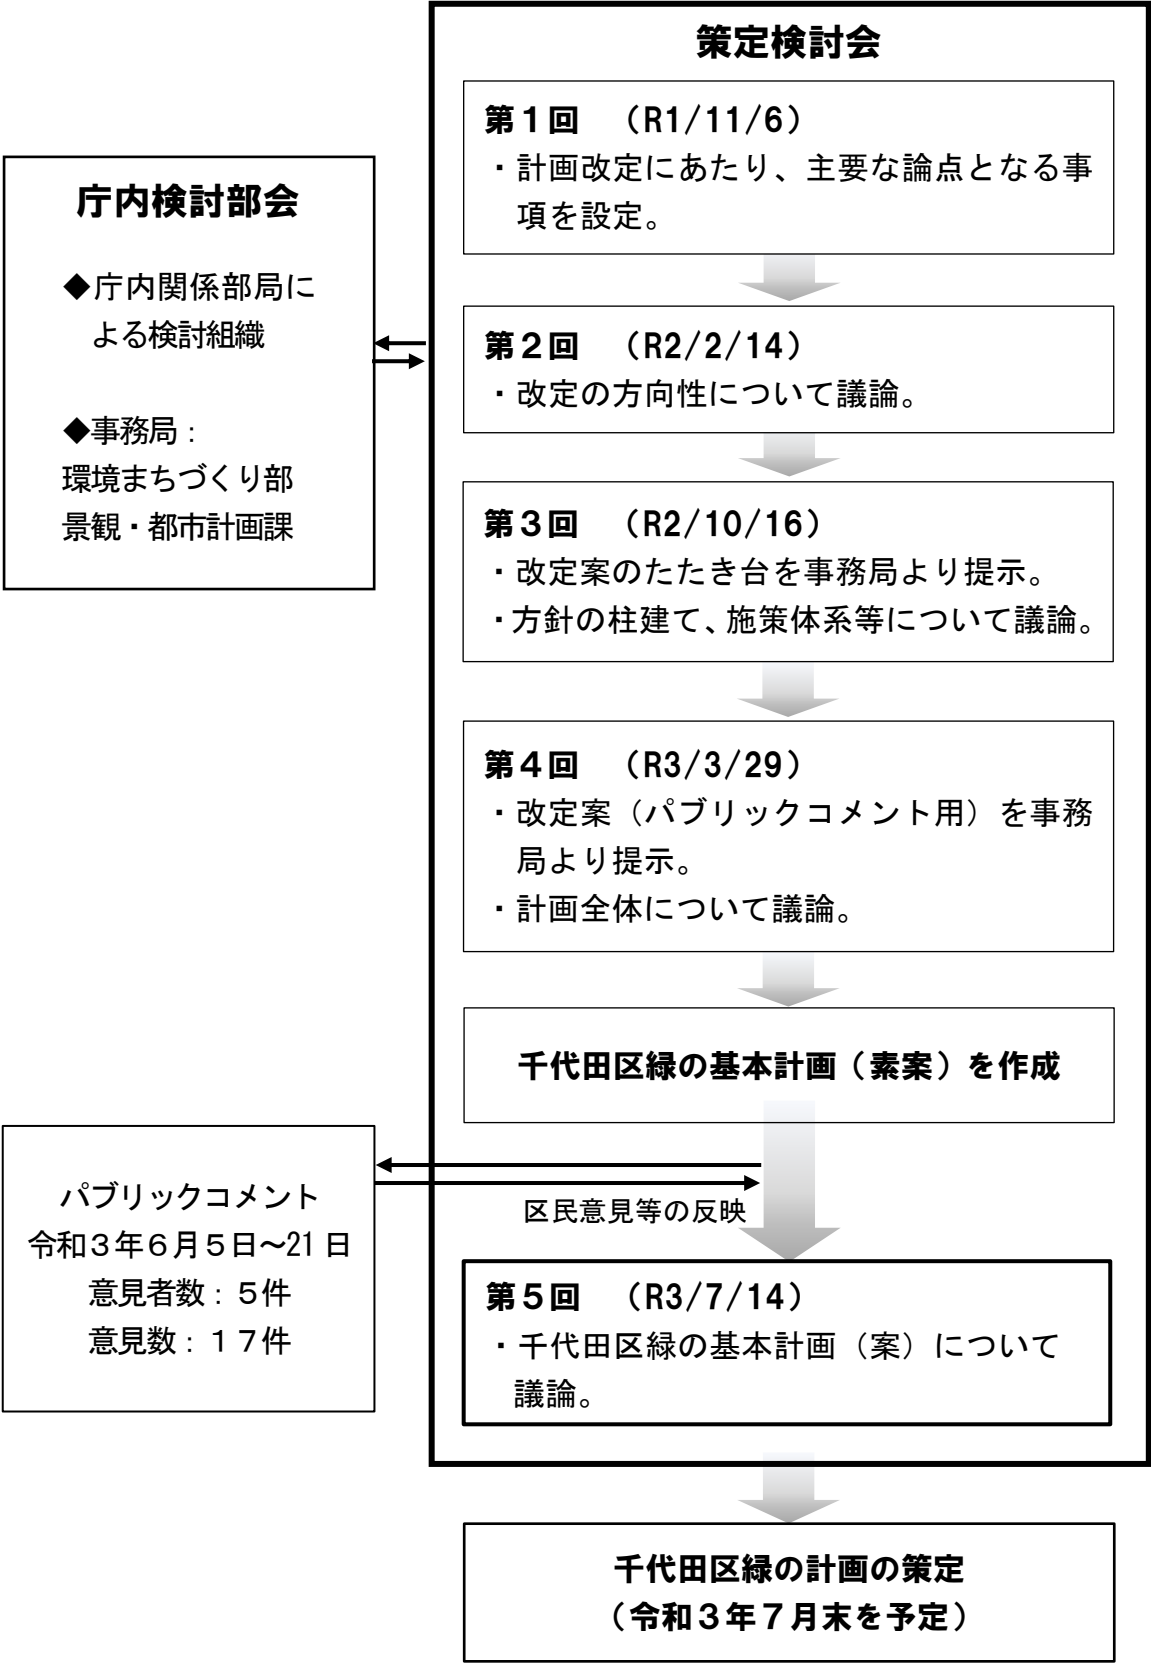 策定検討会
第1回　（R1/11/6）
・計画改定にあたり、主要な論点となる事
項を設定。
庁内検討部会
◆庁内関係部局に
よる検討組織
◆事務局：
環境まちづくり部
景観・都市計画課
第２回　（R2/2/14）
・改定の方向性について議論。
第３回　（R2/10/16）
・改定案のたたき台を事務局より提示。
・方針の柱建て、施策体系等について議論。
第４回　（R3/3/29）
・改定案（パブリックコメント用）を事務
局より提示。
・計画全体について議論。
千代田区緑の基本計画（素案）を作成
パブリックコメント
令和３年６月５日～21日
意見者数：５件
意見数：１７件
区民意見等の反映
第５回　（R3/7/14）
・千代田区緑の基本計画（案）について
議論。
千代田区緑の計画の策定
（令和３年７月末を予定）